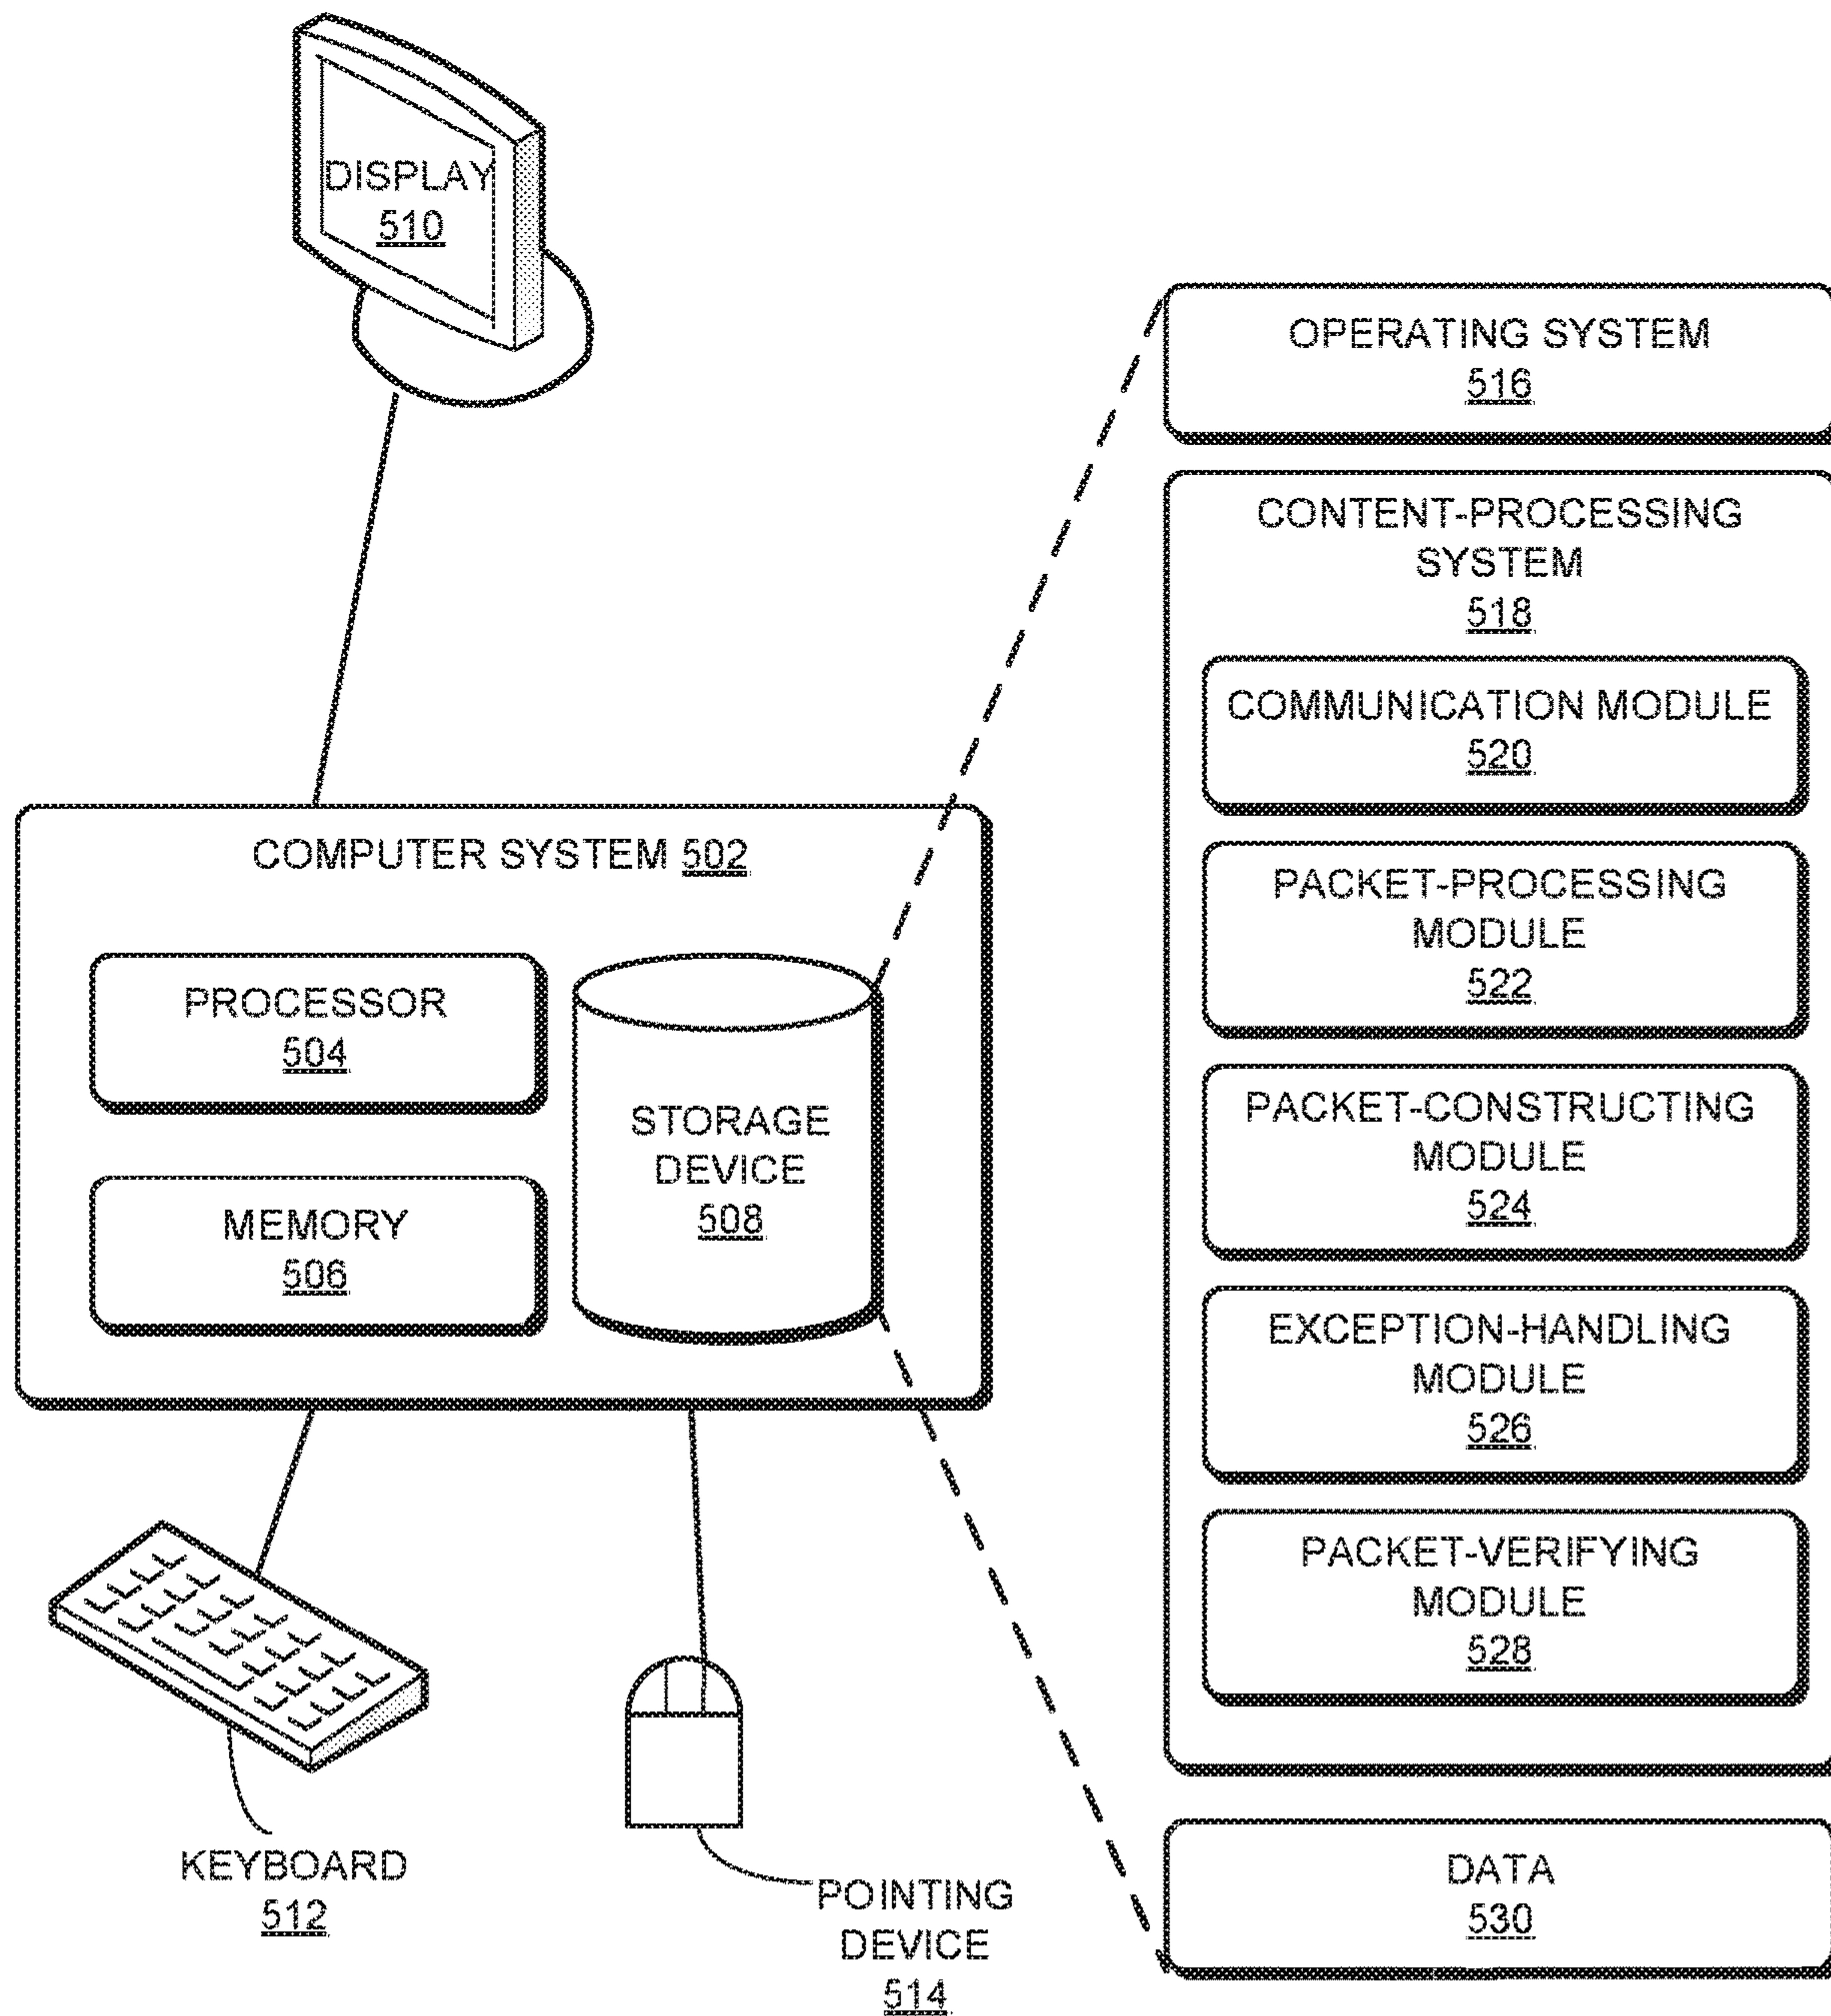 DISPLAY
510
OPERATING SYSTEM
516
CONTENT-PROCESSING
SYSTEM
518
COMMUNICATION MODULE
520
PACKET-PROCESSING
MODULE
522
PACKET-CONSTRUCTING
MODULE
524
EXCEPTION-HANDLING
MODULE
526
PACKET-VERIFYING
MODULE
528
DATA
530
COMPUTER SYSTEM 502
PROCESSOR
504
MEMORY
506
STORAGE
DEVICE
508
KEYBOARD
512
POINTING
DEVICE
514